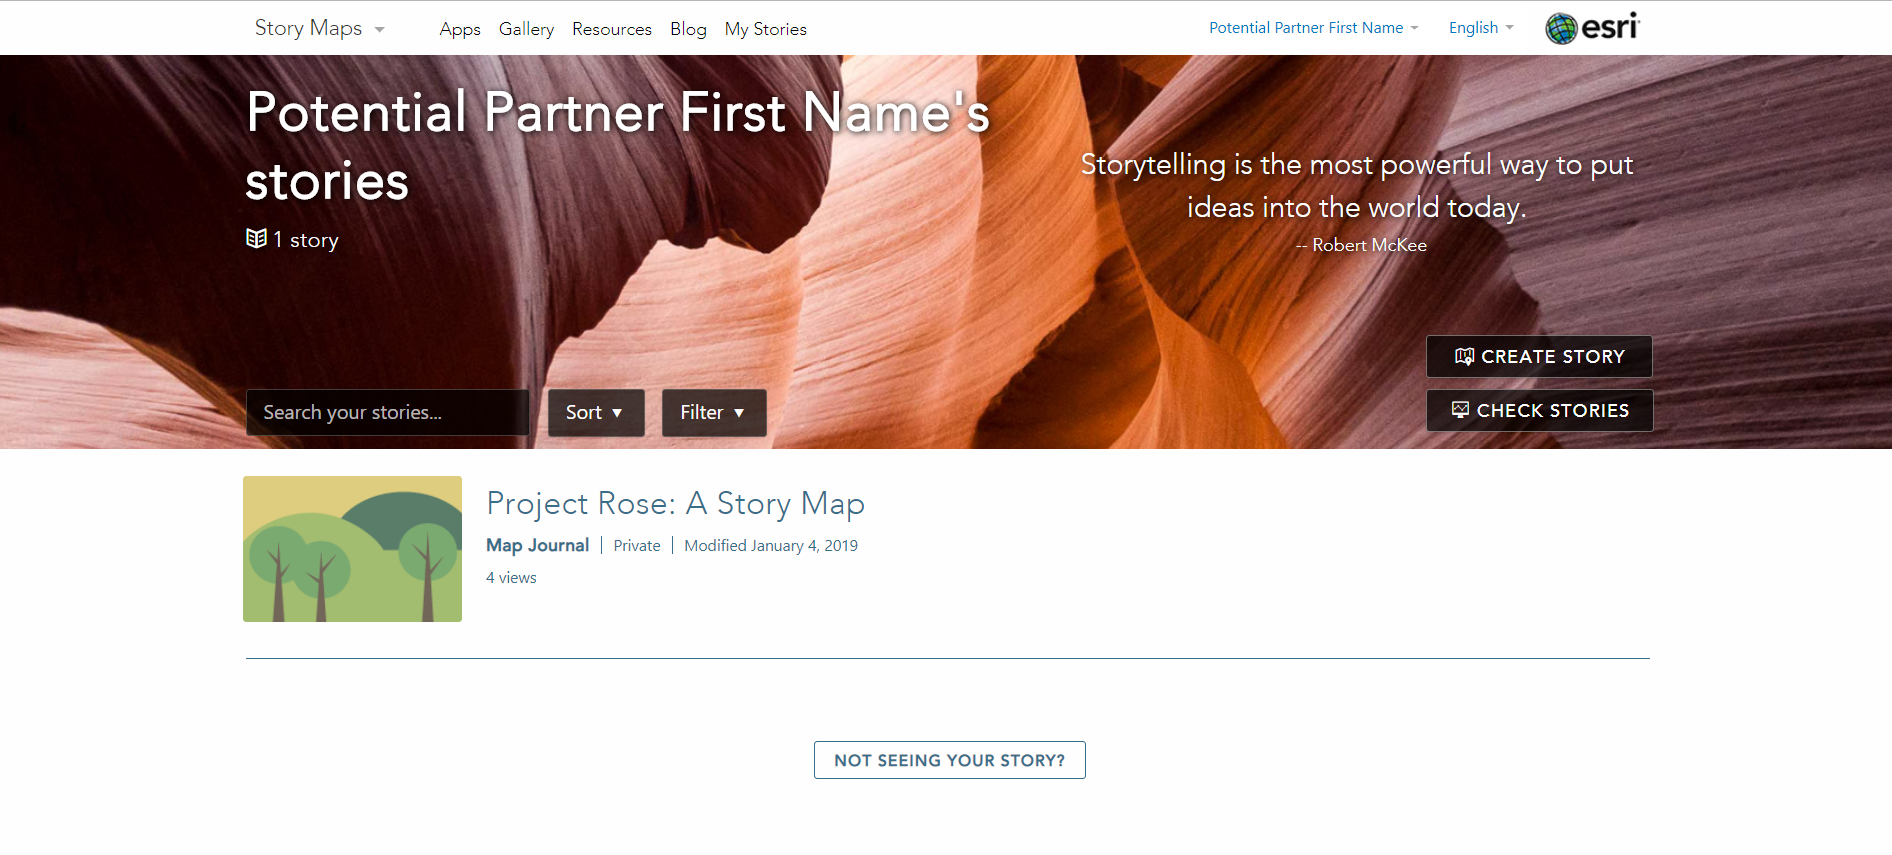 Story Maps
Apps Gallery Resources Blog My Stories
Potential Partner First Name
English
esri
Potential Partner First Name's
stories
1 story
Storytelling is the most powerful way to put
ideas into the world today.
-- Robert McKee
CREATE STORY
Search your stories...
Sort ▼
Filter ▼
CHECK STORIES
Project Rose: A Story Map
Map Journal | Private | Modified January 4, 2019
4 views
NOT SEEING YOUR STORY?